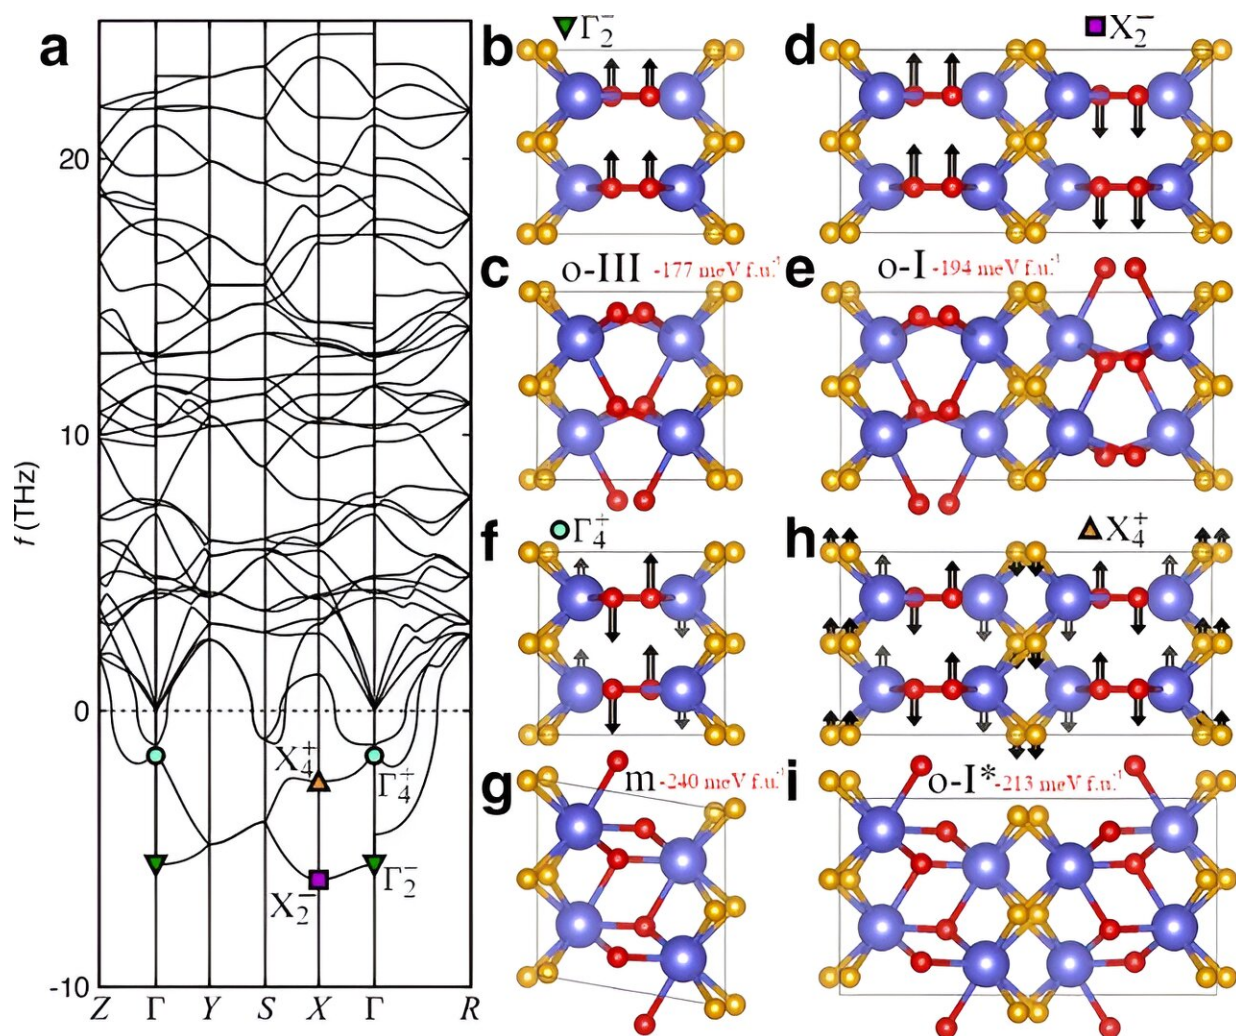 a
f (THz)
20
10
0
-10
Z Γ Y S X Γ R
X₄⁺
Γ₄⁺
X₂⁻
Γ₂⁻
b Γ₂⁻
d X₂⁻
c o-III -177 meV f.u.⁻¹
e o-I -194 meV f.u.⁻¹
f Γ₄⁺
h X₄⁺
g m -240 meV f.u.⁻¹
i o-I* -213 meV f.u.⁻¹